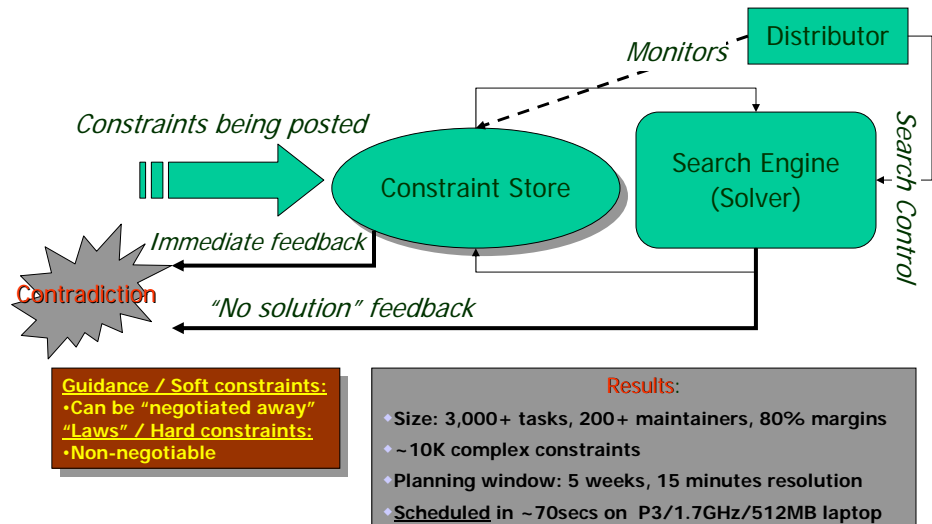 Distributor
Monitors
Constraints being posted
Search Control
Constraint Store
Search Engine
(Solver)
Immediate feedback
Contradiction
“No solution” feedback
Guidance / Soft constraints:
•Can be “negotiated away”
“Laws” / Hard constraints:
•Non-negotiable
Results:
Size: 3,000+ tasks, 200+ maintainers, 80% margins
~10K complex constraints
Planning window: 5 weeks, 15 minutes resolution
Scheduled in ~70secs on P3/1.7GHz/512MB laptop